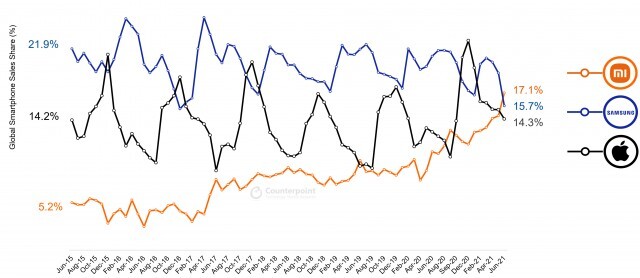 Global Smartphone Sales Share (%)
21.9%
14.2%
5.2%
17.1%
15.7%
14.3%
mi
SAMSUNG
Counterpoint
Jun-15
Aug-15
Oct-15
Dec-15
Feb-16
Apr-16
Jun-16
Aug-16
Oct-16
Dec-16
Feb-17
Apr-17
Jun-17
Aug-17
Oct-17
Dec-17
Feb-18
Apr-18
Jun-18
Aug-18
Oct-18
Dec-18
Feb-19
Apr-19
Jun-19
Aug-19
Oct-19
Dec-19
Feb-20
Apr-20
Jun-20
Aug-20
Oct-20
Dec-20
Feb-21
Apr-21
Jun-21